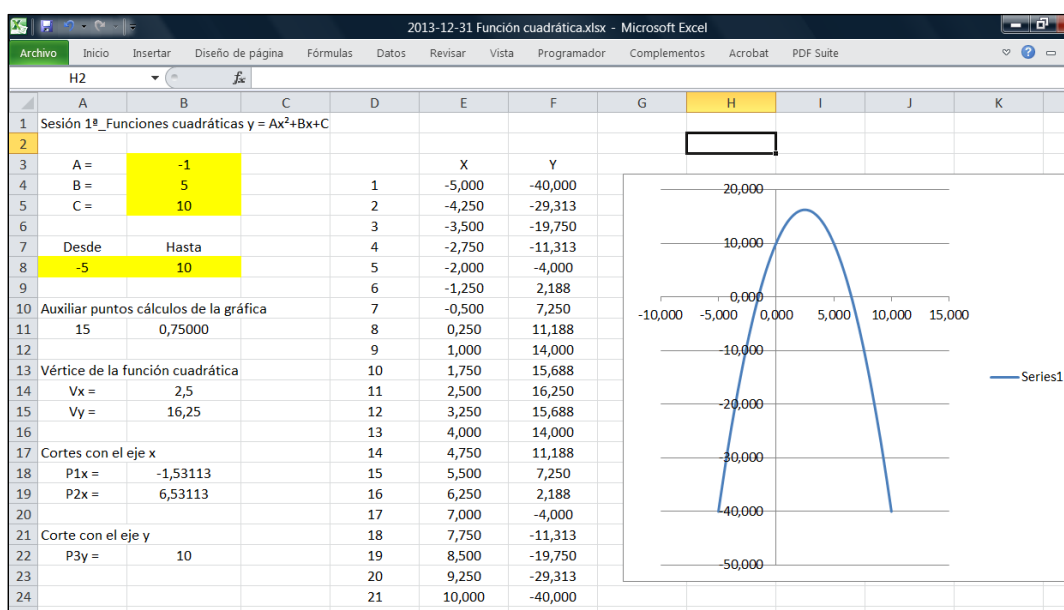 2013-12-31 Función cuadrática.xlsx - Microsoft Excel
Archivo Inicio Insertar Diseño de página Fórmulas Datos Revisar Vista Programador Complementos Acrobat PDF Suite
H2 fx
A B C D E F G H I J K
1 Sesión 1ª_Funciones cuadráticas y = Ax²+Bx+C
2
3 A = -1 X Y
4 B = 5 1 -5,000 -40,000
5 C = 10 2 -4,250 -29,313
6 3 -3,500 -19,750
7 Desde Hasta 4 -2,750 -11,313
8 -5 10 5 -2,000 -4,000
9 6 -1,250 2,188
10 Auxiliar puntos cálculos de la gráfica 7 -0,500 7,250
11 15 0,75000 8 0,250 11,188
12 9 1,000 14,000
13 Vértice de la función cuadrática 10 1,750 15,688
14 Vx = 2,5 11 2,500 16,250
15 Vy = 16,25 12 3,250 15,688
16 13 4,000 14,000
17 Cortes con el eje x 14 4,750 11,188
18 P1x = -1,53113 15 5,500 7,250
19 P2x = 6,53113 16 6,250 2,188
20 17 7,000 -4,000
21 Corte con el eje y 18 7,750 -11,313
22 P3y = 10 19 8,500 -19,750
23 20 9,250 -29,313
24 21 10,000 -40,000
20,000
10,000
0,000
-10,000 -5,000 0,000 5,000 10,000 15,000
-10,000
-20,000
-30,000
-40,000
-50,000
Series1